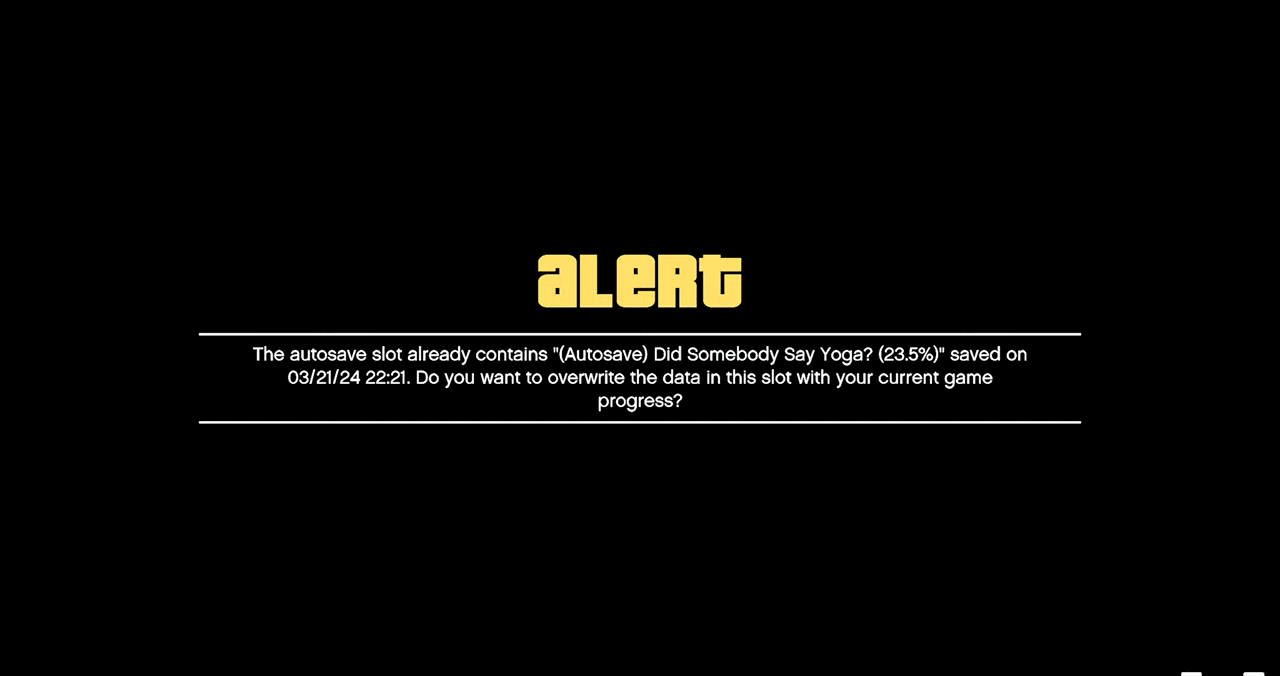 alert
The autosave slot already contains "(Autosave) Did Somebody Say Yoga? (23.5%)" saved on
03/21/24 22:21. Do you want to overwrite the data in this slot with your current game
progress?